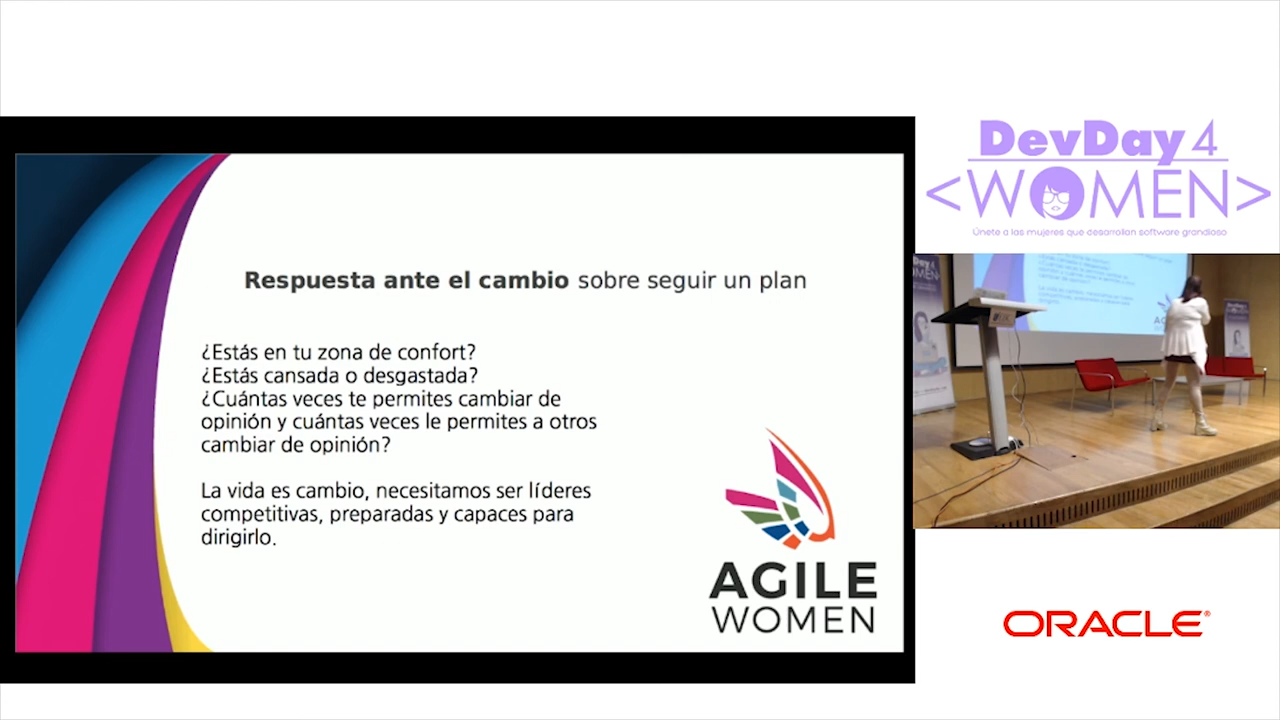 Respuesta ante el cambio sobre seguir un plan
¿Estás en tu zona de confort?
¿Estás cansada o desgastada?
¿Cuántas veces te permites cambiar de
opinión y cuántas veces le permites a otros
cambiar de opinión?
La vida es cambio, necesitamos ser líderes
competitivas, preparadas y capaces para
dirigirlo.
AGILE
WOMEN
DevDay4
<WOMEN>
Únete a las mujeres que desarrollan software grandioso
ORACLE®